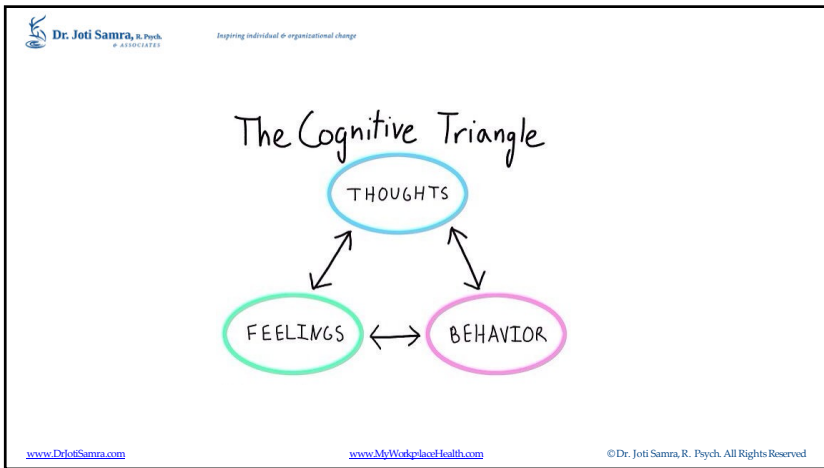 Dr. Joti Samra, R. Psych.
& ASSOCIATES
Inspiring individual & organizational change
The Cognitive Triangle
THOUGHTS
FEELINGS
BEHAVIOR
www.DrJotiSamra.com
www.MyWorkplaceHealth.com
© Dr. Joti Samra, R. Psych. All Rights Reserved